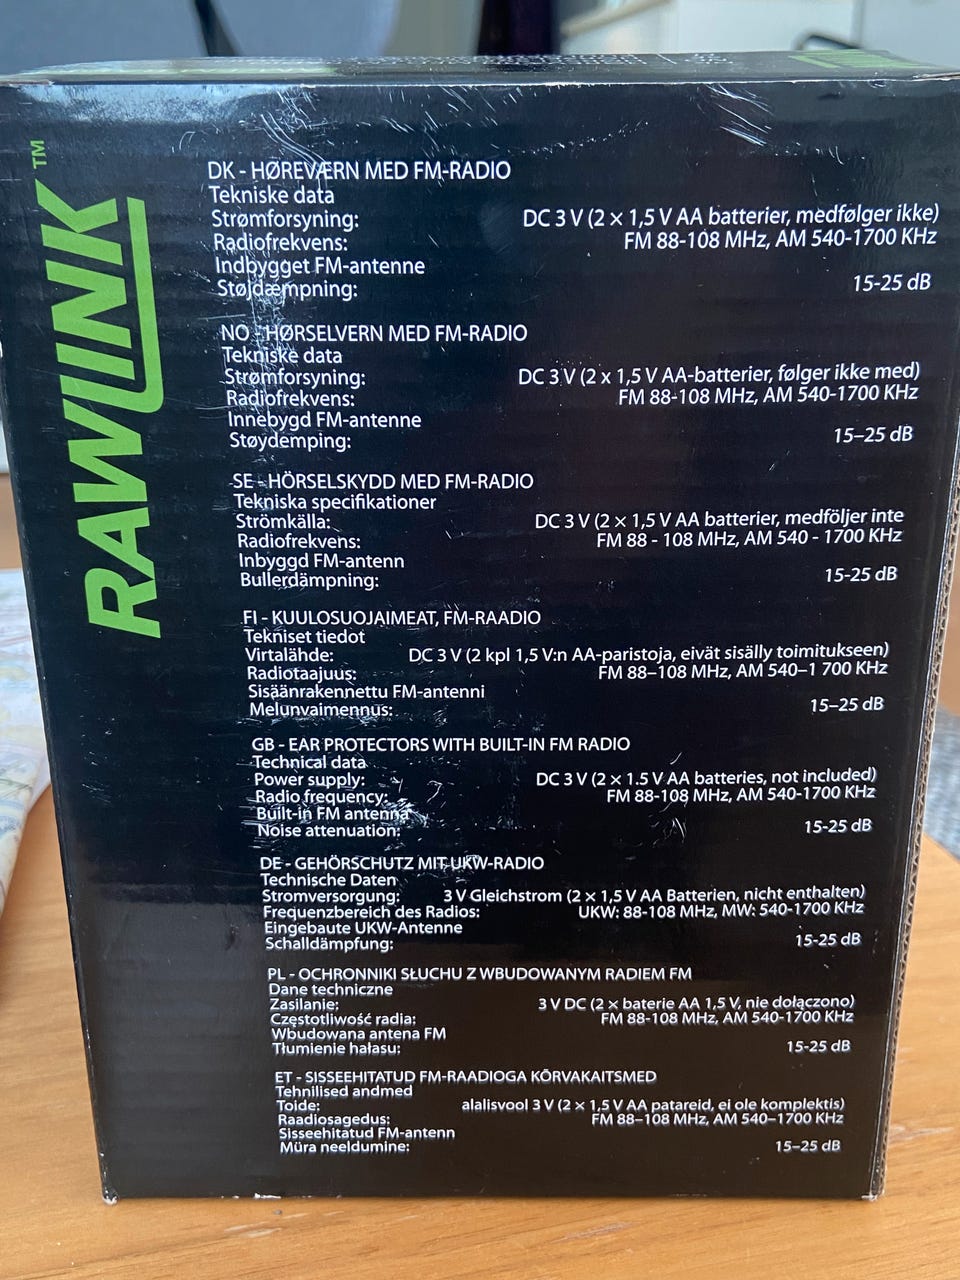 RAWLINK™
DK - HØREVÆRN MED FM-RADIO
Tekniske data
Strømforsyning: DC 3 V (2 × 1,5 V AA batterier, medfølger ikke)
Radiofrekvens: FM 88-108 MHz, AM 540-1700 KHz
Indbygget FM-antenne
Støjdæmpning: 15-25 dB
NO - HØRSELVERN MED FM-RADIO
Tekniske data
Strømforsyning: DC 3 V (2 x 1,5 V AA-batterier, følger ikke med)
Radiofrekvens: FM 88-108 MHz, AM 540-1700 KHz
Innebygd FM-antenne
Støydemping: 15–25 dB
SE - HÖRSELSKYDD MED FM-RADIO
Tekniska specifikationer
Strömkälla: DC 3 V (2 × 1,5 V AA batterier, medföljer inte
Radiofrekvens: FM 88 - 108 MHz, AM 540 - 1700 KHz
Inbyggd FM-antenn
Bullerdämpning: 15-25 dB
FI - KUULOSUOJAIMEAT, FM-RAADIO
Tekniset tiedot
Virtalähde: DC 3 V (2 kpl 1,5 V:n AA-paristoja, eivät sisälly toimitukseen)
Radiotaajuus: FM 88–108 MHz, AM 540–1 700 KHz
Sisäänrakennettu FM-antenni
Melunvaimennus: 15–25 dB
GB - EAR PROTECTORS WITH BUILT-IN FM RADIO
Technical data
Power supply: DC 3 V (2 × 1.5 V AA batteries, not included)
Radio frequency: FM 88-108 MHz, AM 540-1700 KHz
Built-in FM antenna
Noise attenuation: 15-25 dB
DE - GEHÖRSCHUTZ MIT UKW-RADIO
Technische Daten
Stromversorgung: 3 V Gleichstrom (2 × 1,5 V AA Batterien, nicht enthalten)
Frequenzbereich des Radios: UKW: 88-108 MHz, MW: 540-1700 KHz
Eingebaute UKW-Antenne
Schalldämpfung: 15-25 dB
PL - OCHRONNIKI SŁUCHU Z WBUDOWANYM RADIEM FM
Dane techniczne
Zasilanie: 3 V DC (2 × baterie AA 1,5 V, nie dołączono)
Częstotliwość radia: FM 88-108 MHz, AM 540-1700 KHz
Wbudowana antena FM
Tłumienie hałasu: 15-25 dB
ET - SISSEEHITATUD FM-RAADIOGA KÕRVAKAITSMED
Tehnilised andmed
Toide: alalisvool 3 V (2 × 1,5 V AA patareid, ei ole komplektis)
Raadiosagedus: FM 88–108 MHz, AM 540–1700 KHz
Sisseehitatud FM-antenn
Müra neeldumine: 15–25 dB